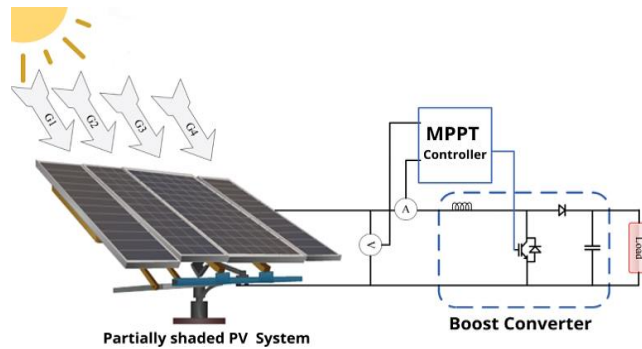 G1
G2
G3
G4
MPPT
Controller
A
V
Load
Boost Converter
Partially shaded PV System